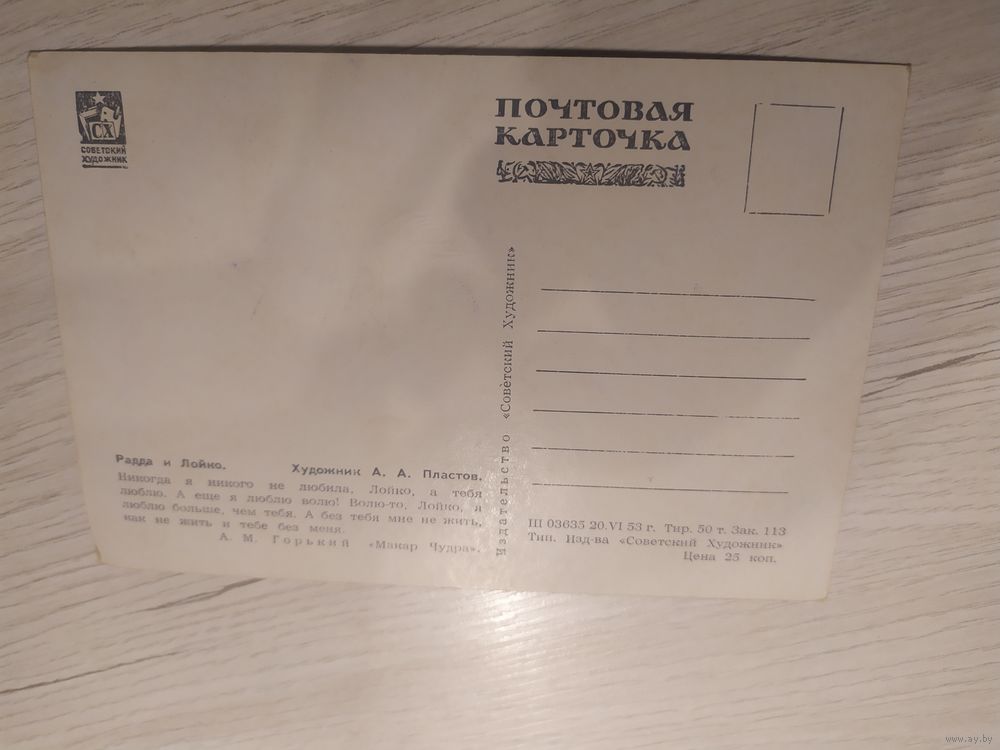 СХ
СОВЕТСКИЙ
ХУДОЖНИК
ПОЧТОВАЯ
КАРТОЧКА
Издательство «Советский Художник»
Радда и Лойко. Художник А. А. Пластов.
Никогда я никого не любила, Лойко, а тебя
люблю. А еще я люблю волю! Волю-то, Лойко, я
люблю больше, чем тебя. А без тебя мне не жить,
как не жить и тебе без меня.
А. М. Горький «Макар Чудра».
Ш 03635 20.VI 53 г. Тир. 50 т. Зак. 113
Тип. Изд-ва «Советский Художник»
Цена 25 коп.
www.ay.by